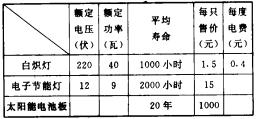 额定电压(伏) 额定功率(瓦) 平均寿命 每只售价(元) 每度电费(元)
白炽灯 220 40 1000小时 1.5 0.4
电子节能灯 12 9 2000小时 15
太阳能电池板 20年 1000